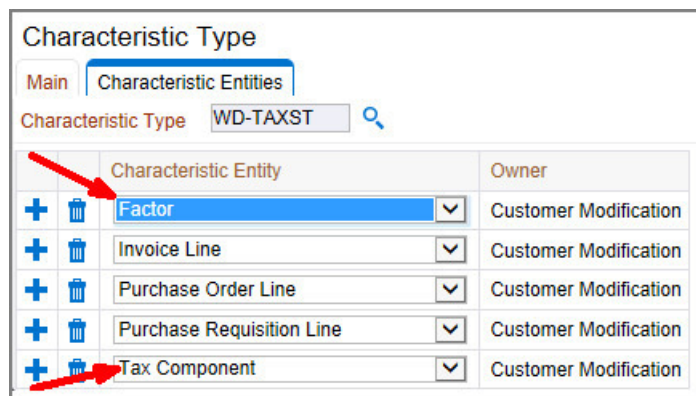 Characteristic Type
Main Characteristic Entities
Characteristic Type WD-TAXST
Characteristic Entity Owner
Factor Customer Modification
Invoice Line Customer Modification
Purchase Order Line Customer Modification
Purchase Requisition Line Customer Modification
Tax Component Customer Modification